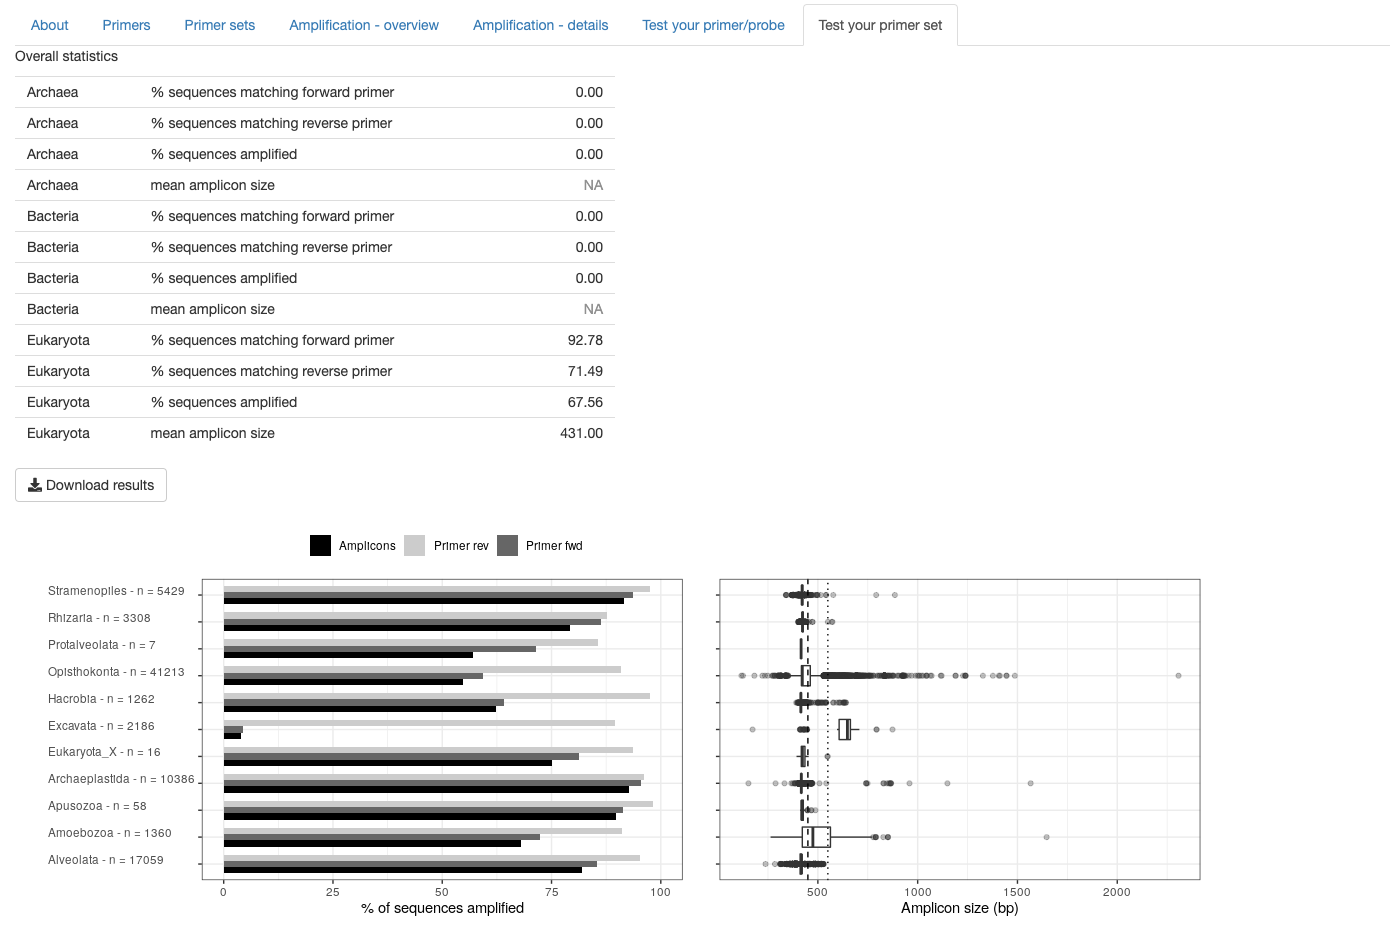 About Primers Primer sets Amplification - overview Amplification - details Test your primer/probe Test your primer set
Overall statistics
Archaea % sequences matching forward primer 0.00
Archaea % sequences matching reverse primer 0.00
Archaea % sequences amplified 0.00
Archaea mean amplicon size NA
Bacteria % sequences matching forward primer 0.00
Bacteria % sequences matching reverse primer 0.00
Bacteria % sequences amplified 0.00
Bacteria mean amplicon size NA
Eukaryota % sequences matching forward primer 92.78
Eukaryota % sequences matching reverse primer 71.49
Eukaryota % sequences amplified 67.56
Eukaryota mean amplicon size 431.00
Download results
Amplicons Primer rev Primer fwd
Stramenopiles - n = 5429
Rhizaria - n = 3308
Protalveolata - n = 7
Opisthokonta - n = 41213
Hacrobia - n = 1262
Excavata - n = 2186
Eukaryota_X - n = 16
Archaeplastida - n = 10386
Apusozoa - n = 58
Amoebozoa - n = 1360
Alveolata - n = 17059
0 25 50 75 100
% of sequences amplified
500 1000 1500 2000
Amplicon size (bp)